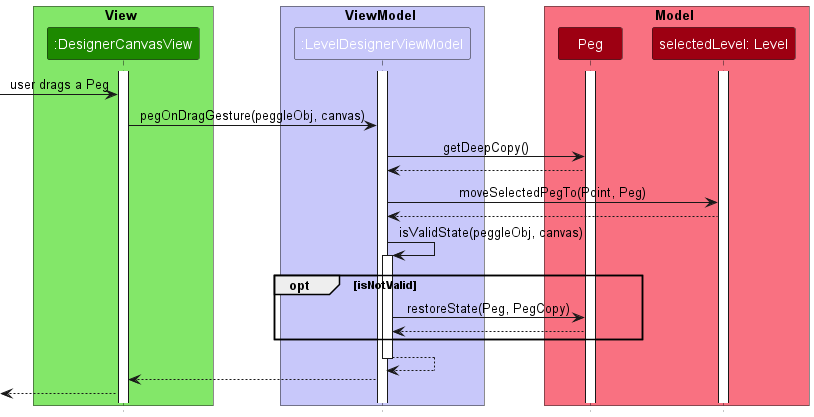 View
ViewModel
Model
:DesignerCanvasView
:LevelDesignerViewModel
Peg
selectedLevel: Level
user drags a Peg
pegOnDragGesture(peggleObj, canvas)
getDeepCopy()
moveSelectedPegTo(Point, Peg)
isValidState(peggleObj, canvas)
opt
[isNotValid]
restoreState(Peg, PegCopy)